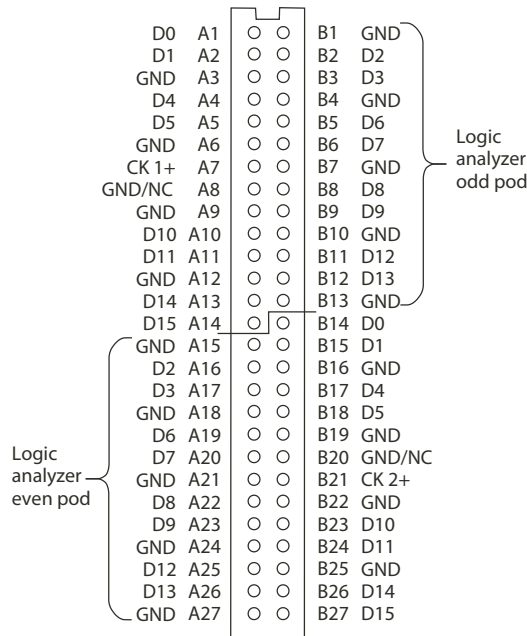 D0 A1 B1 GND
D1 A2 B2 D2
GND A3 B3 D3
D4 A4 B4 GND
D5 A5 B5 D6
GND A6 B6 D7
CK 1+ A7 B7 GND
GND/NC A8 B8 D8
GND A9 B9 D9
D10 A10 B10 GND
D11 A11 B11 D12
GND A12 B12 D13
D14 A13 B13 GND
D15 A14 B14 D0
GND A15 B15 D1
D2 A16 B16 GND
D3 A17 B17 D4
GND A18 B18 D5
D6 A19 B19 GND
D7 A20 B20 GND/NC
GND A21 B21 CK 2+
D8 A22 B22 GND
D9 A23 B23 D10
GND A24 B24 D11
D12 A25 B25 GND
D13 A26 B26 D14
GND A27 B27 D15
Logic
analyzer
odd pod
Logic
analyzer
even pod